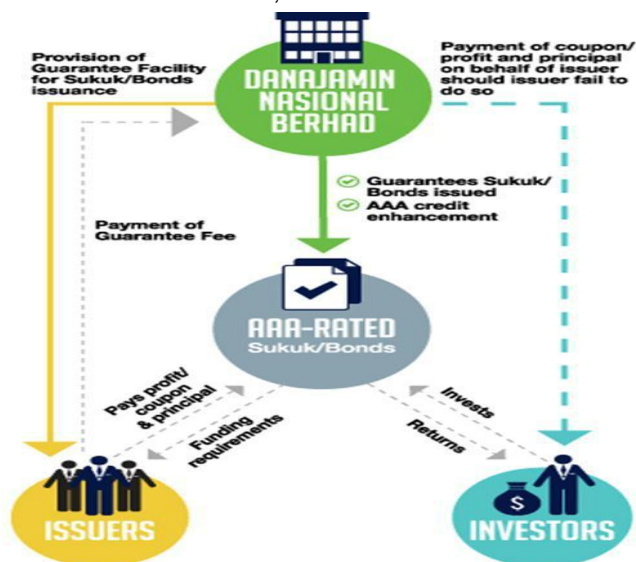 Provision of
Guarantee Facility
for Sukuk/Bonds
issuance
DANAJAMIN
NASIONAL
BERHAD
Payment of coupon/
profit and principal
on behalf of issuer
should issuer fail to
do so
Guarantees Sukuk/
Bonds issued
AAA credit
enhancement
Payment of
Guarantee Fee
AAA-RATED
Sukuk/Bonds
Pays profit/
coupon
& principal
Funding
requirements
Invests
Returns
ISSUERS
$
INVESTORS